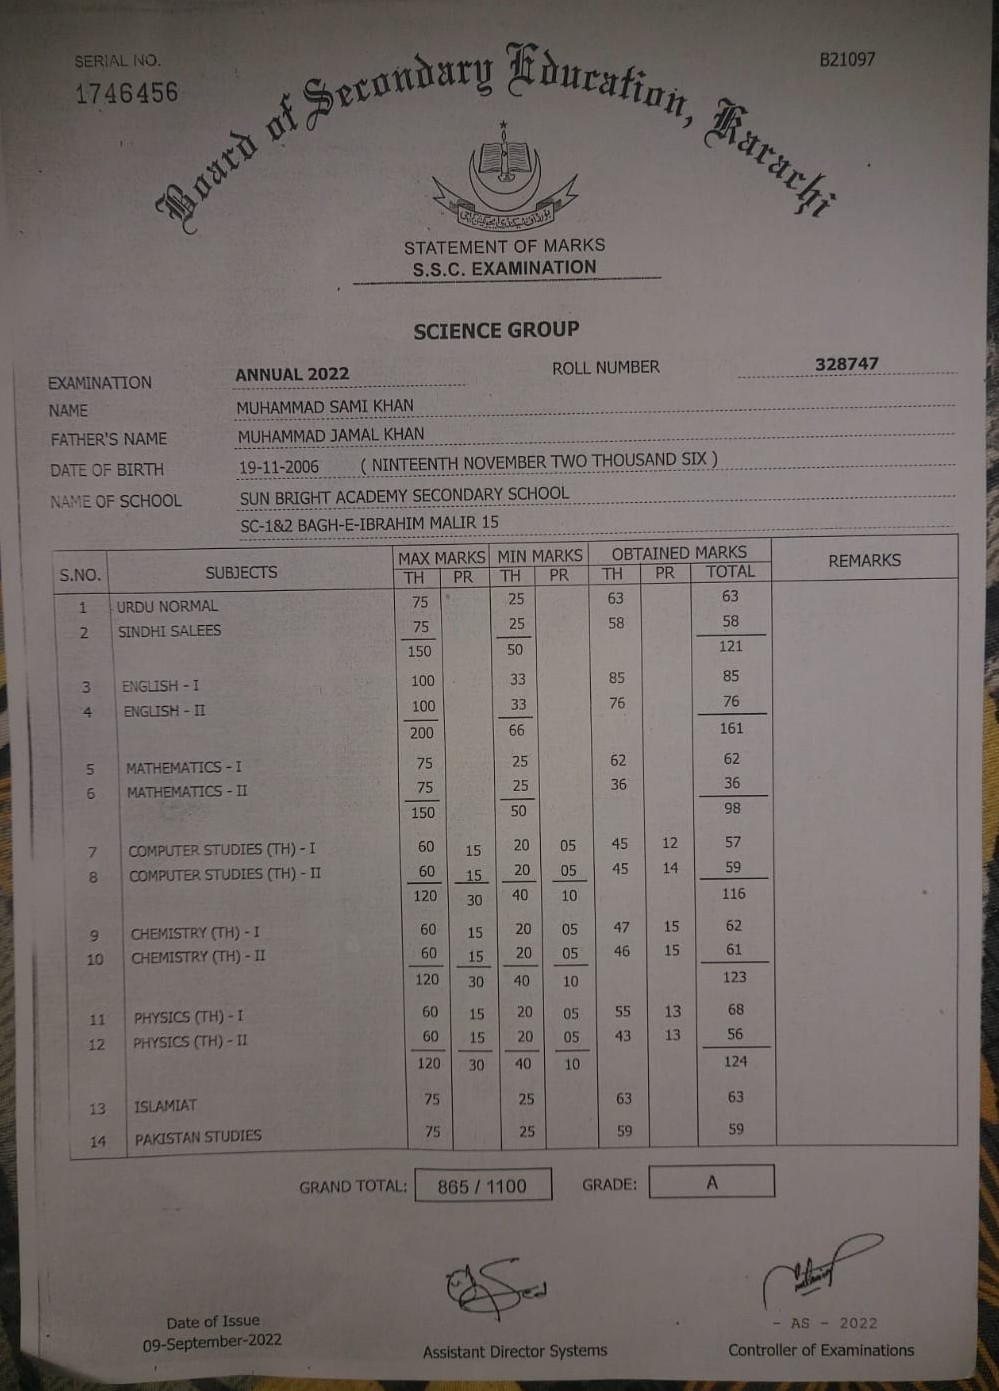 SERIAL NO.
1746456
B21097
Board of Secondary Education, Karachi
STATEMENT OF MARKS
S.S.C. EXAMINATION
SCIENCE GROUP
EXAMINATION ANNUAL 2022 ROLL NUMBER 328747
NAME MUHAMMAD SAMI KHAN
FATHER'S NAME MUHAMMAD JAMAL KHAN
DATE OF BIRTH 19-11-2006 ( NINTEENTH NOVEMBER TWO THOUSAND SIX )
NAME OF SCHOOL SUN BRIGHT ACADEMY SECONDARY SCHOOL
SC-1&2 BAGH-E-IBRAHIM MALIR 15
S.NO. SUBJECTS MAX MARKS MIN MARKS OBTAINED MARKS REMARKS
TH PR TH PR TH PR TOTAL
1 URDU NORMAL 75 25 63 63
2 SINDHI SALEES 75 25 58 58
150 50 121
3 ENGLISH - I 100 33 85 85
4 ENGLISH - II 100 33 76 76
200 66 161
5 MATHEMATICS - I 75 25 62 62
6 MATHEMATICS - II 75 25 36 36
150 50 98
7 COMPUTER STUDIES (TH) - I 60 15 20 05 45 12 57
8 COMPUTER STUDIES (TH) - II 60 15 20 05 45 14 59
120 30 40 10 116
9 CHEMISTRY (TH) - I 60 15 20 05 47 15 62
10 CHEMISTRY (TH) - II 60 15 20 05 46 15 61
120 30 40 10 123
11 PHYSICS (TH) - I 60 15 20 05 55 13 68
12 PHYSICS (TH) - II 60 15 20 05 43 13 56
120 30 40 10 124
13 ISLAMIAT 75 25 63 63
14 PAKISTAN STUDIES 75 25 59 59
GRAND TOTAL: 865 / 1100 GRADE: A
Date of Issue
09-September-2022
Assistant Director Systems
- AS - 2022
Controller of Examinations